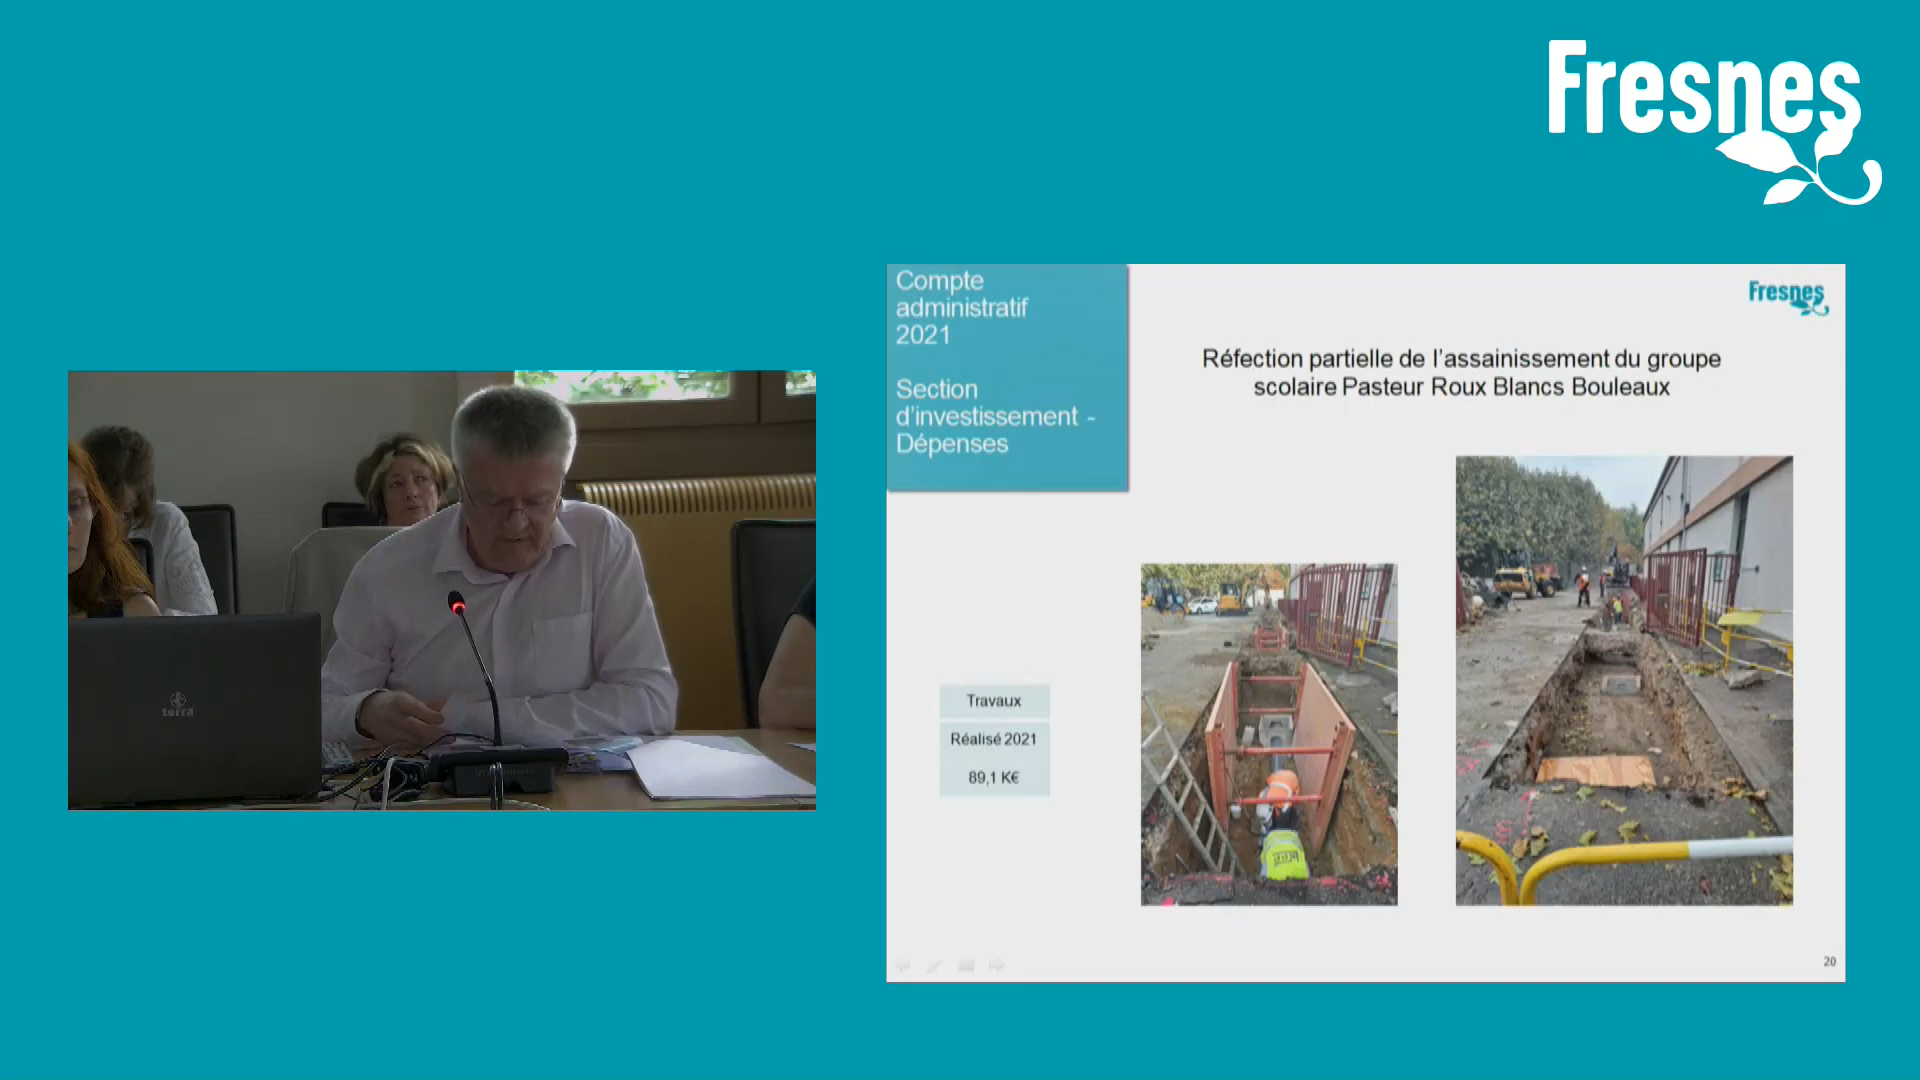 Fresnes
Compte
administratif
2021
Section
d'investissement -
Dépenses
Fresnes
Réfection partielle de l'assainissement du groupe
scolaire Pasteur Roux Blancs Bouleaux
Travaux
Réalisé 2021
89,1 K€
terra
20